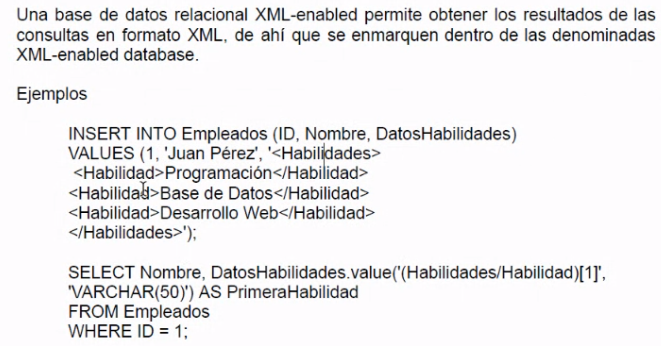 Una base de datos relacional XML-enabled permite obtener los resultados de las
consultas en formato XML, de ahí que se enmarquen dentro de las denominadas
XML-enabled database.
Ejemplos
INSERT INTO Empleados (ID, Nombre, DatosHabilidades)
VALUES (1, 'Juan Pérez', '<Habilidades>
<Habilidad>Programación</Habilidad>
<Habilidad>Base de Datos</Habilidad>
<Habilidad>Desarrollo Web</Habilidad>
</Habilidades>');
SELECT Nombre, DatosHabilidades.value('(Habilidades/Habilidad)[1]',
'VARCHAR(50)') AS PrimeraHabilidad
FROM Empleados
WHERE ID = 1;